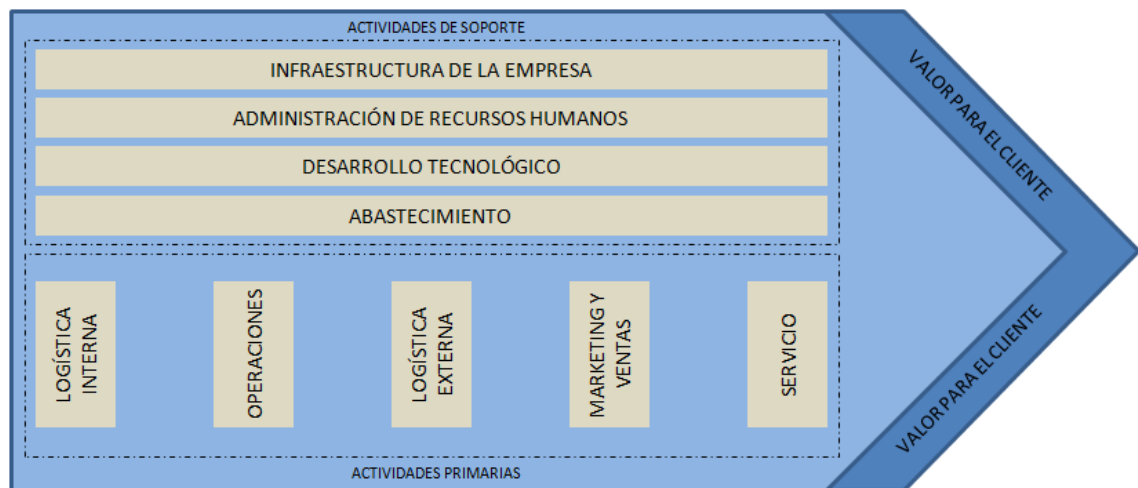 ACTIVIDADES DE SOPORTE
INFRAESTRUCTURA DE LA EMPRESA
ADMINISTRACIÓN DE RECURSOS HUMANOS
DESARROLLO TECNOLÓGICO
ABASTECIMIENTO
LOGÍSTICA
INTERNA
OPERACIONES
LOGÍSTICA
EXTERNA
MARKETING Y
VENTAS
SERVICIO
ACTIVIDADES PRIMARIAS
VALOR PARA EL CLIENTE
VALOR PARA EL CLIENTE